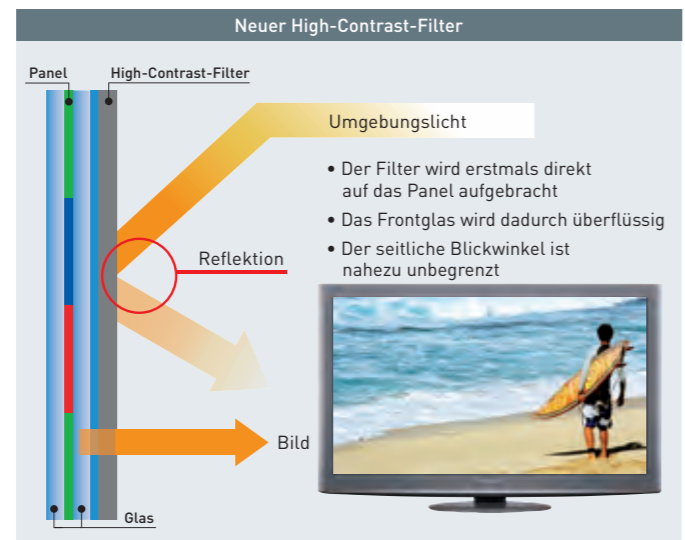 Neuer High-Contrast-Filter
Panel
High-Contrast-Filter
Umgebungslicht
• Der Filter wird erstmals direkt
auf das Panel aufgebracht
• Das Frontglas wird dadurch überflüssig
• Der seitliche Blickwinkel ist
nahezu unbegrenzt
Reflektion
Bild
Glas